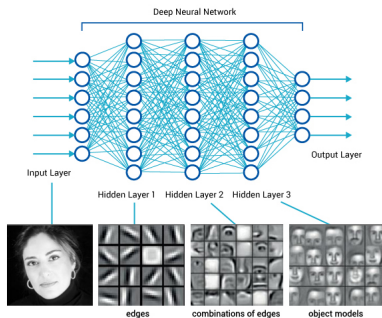 Deep Neural Network
Input Layer
Output Layer
Hidden Layer 1
Hidden Layer 2
Hidden Layer 3
edges
combinations of edges
object models